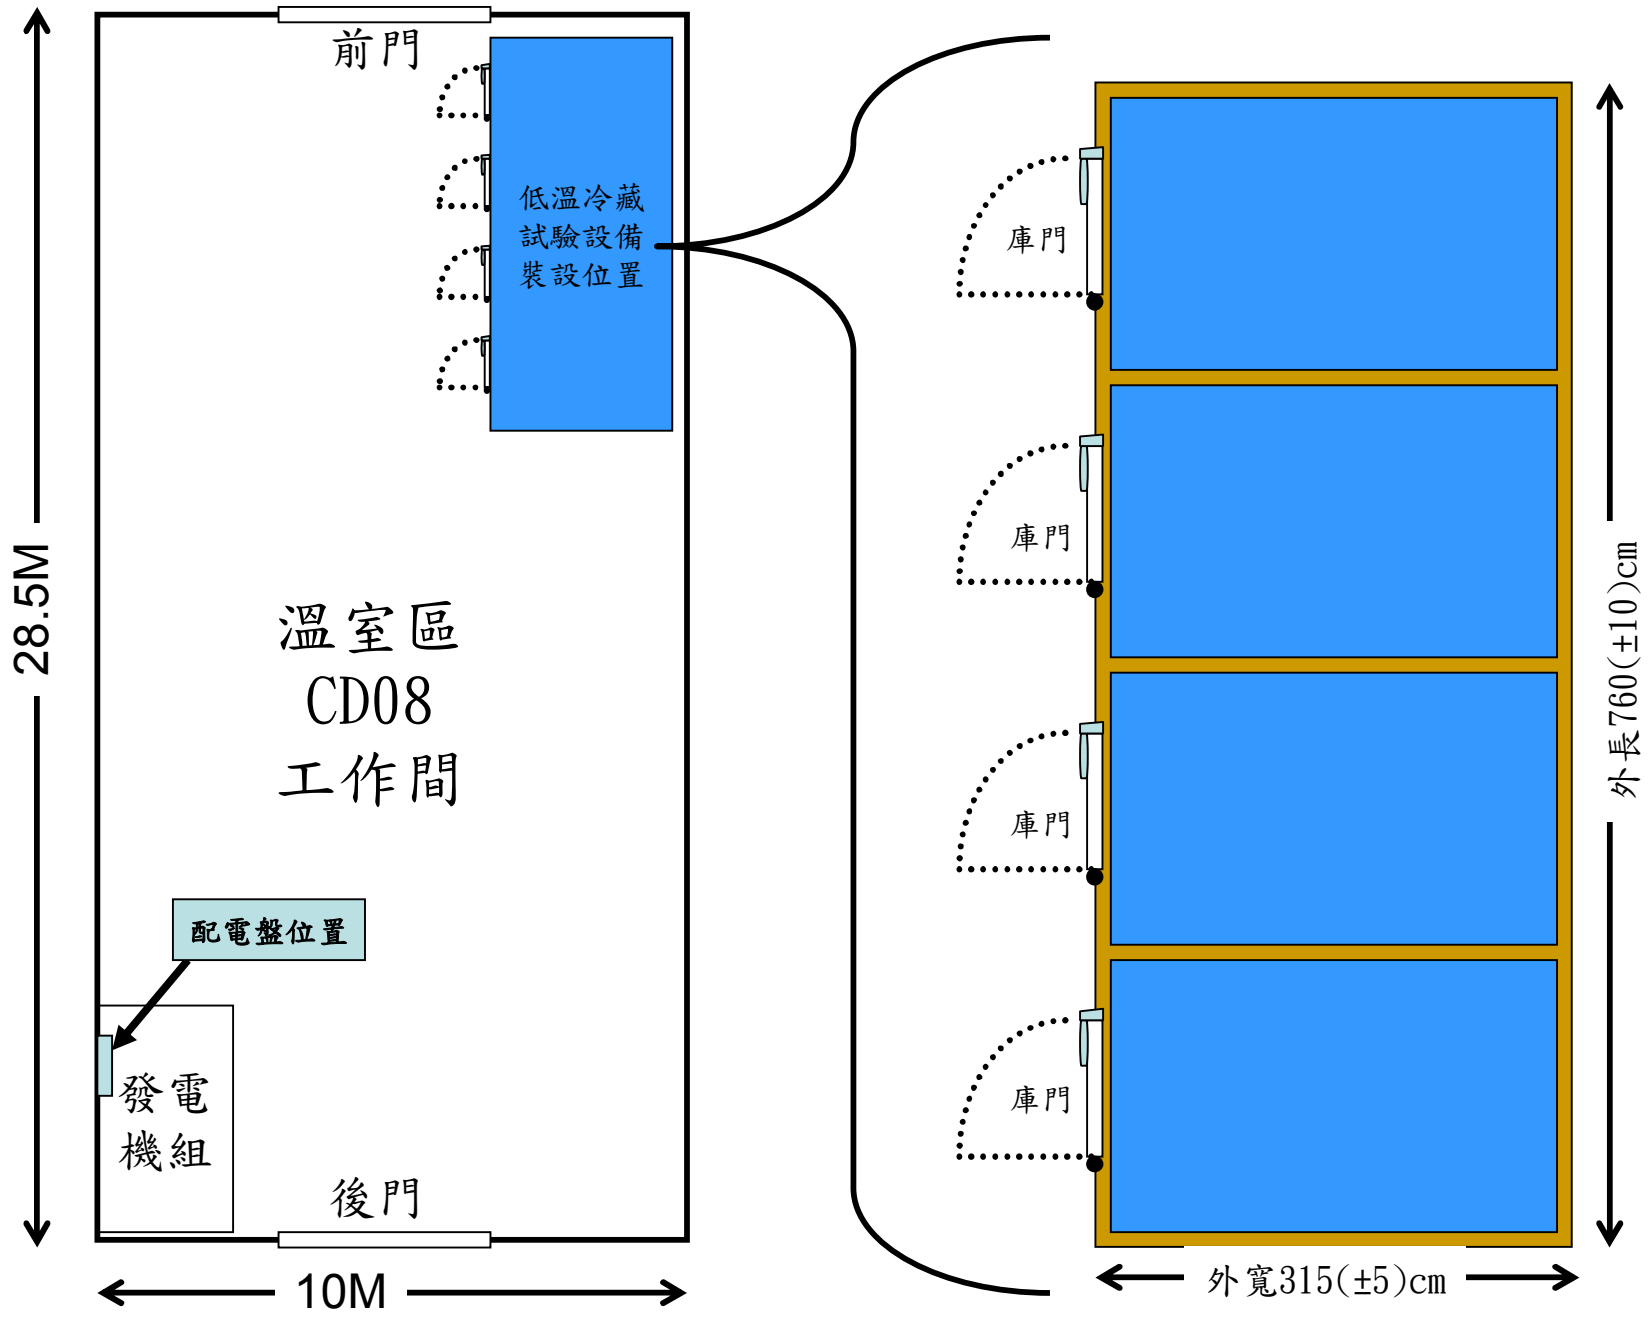 前門
低溫冷藏
試驗設備
裝設位置
28.5M
溫室區
CD08
工作間
配電盤位置
發電
機組
後門
10M
庫門
庫門
庫門
庫門
外長760(±10)cm
外寬315(±5)cm